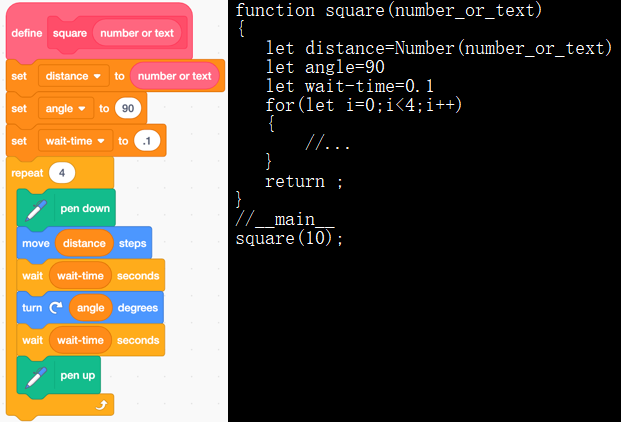 define square number or text
set distance to number or text
set angle to 90
set wait-time to .1
repeat 4
pen down
move distance steps
wait wait-time seconds
turn angle degrees
wait wait-time seconds
pen up
function square(number_or_text)
{
let distance=Number(number_or_text)
let angle=90
let wait-time=0.1
for(let i=0;i<4;i++)
{
//...
}
return ;
}
//__main__
square(10);